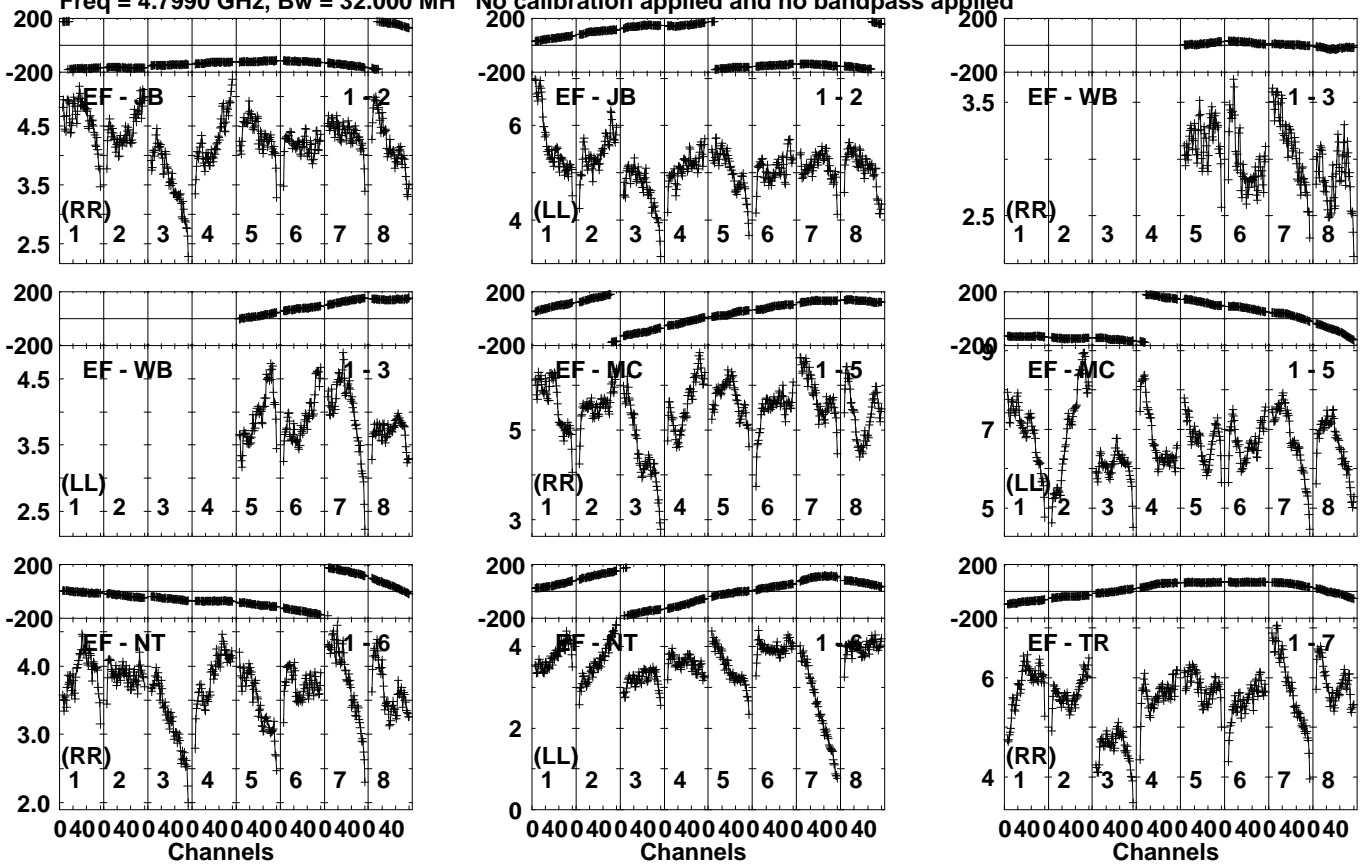 Freq = 4.7990 GHz, Bw = 32.000 MH No calibration applied and no bandpass applied
200
-200
EF - JB 1 - 2
4.5
3.5
2.5
(RR)
1 2 3 4 5 6 7 8
EF - JB 1 - 2
6
4
(LL)
1 2 3 4 5 6 7 8
200
-200
EF - WB 1 - 3
3.5
2.5
(RR)
1 2 3 4 5 6 7 8
200
-200
EF - WB 1 - 3
4.5
3.5
2.5
(LL)
1 2 3 4 5 6 7 8
200
-200
EF - MC 1 - 5
5
3
(RR)
1 2 3 4 5 6 7 8
200
-200
9
EF - MC 1 - 5
7
5
(LL)
1 2 3 4 5 6 7 8
200
-200
EF - NT 1 - 6
4.0
3.0
2.0
(RR)
1 2 3 4 5 6 7 8
200
-200
EF - NT 1 - 6
4
2
0
(LL)
1 2 3 4 5 6 7 8
200
-200
EF - TR 1 - 7
6
4
(RR)
1 2 3 4 5 6 7 8
0 40 0 40 0 40 0 40 0 40 0 40 0 40 0 40
0 40 0 40 0 40 0 40 0 40 0 40 0 40 0 40
0 40 0 40 0 40 0 40 0 40 0 40 0 40 0 40
Channels Channels Channels